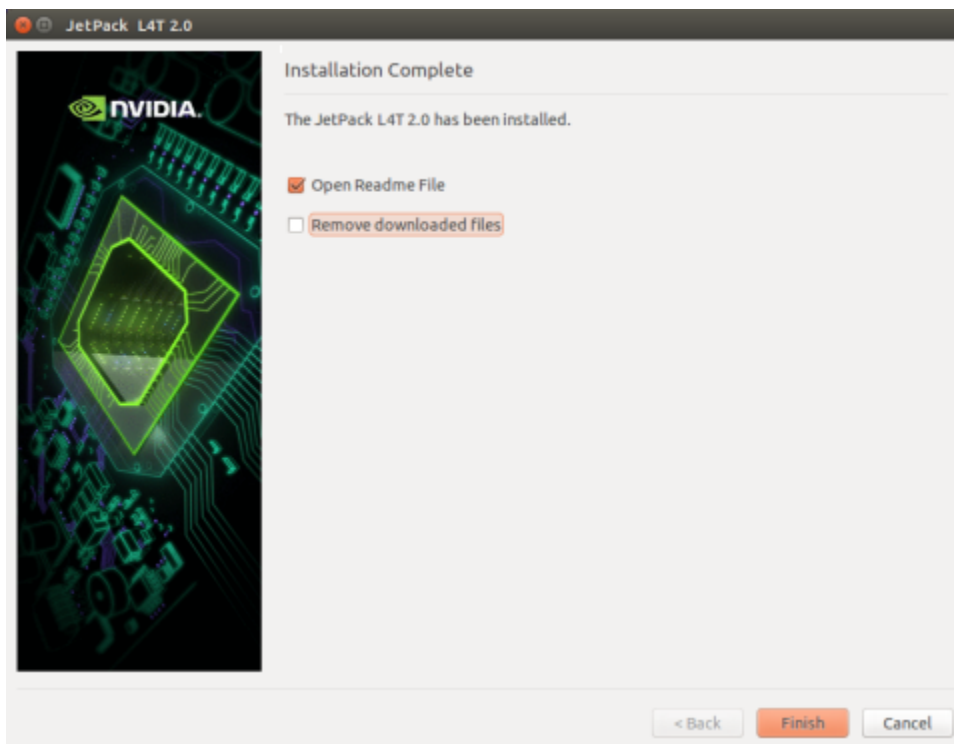 JetPack L4T 2.0
NVIDIA.
Installation Complete
The JetPack L4T 2.0 has been installed.
Open Readme File
Remove downloaded files
< Back
Finish
Cancel